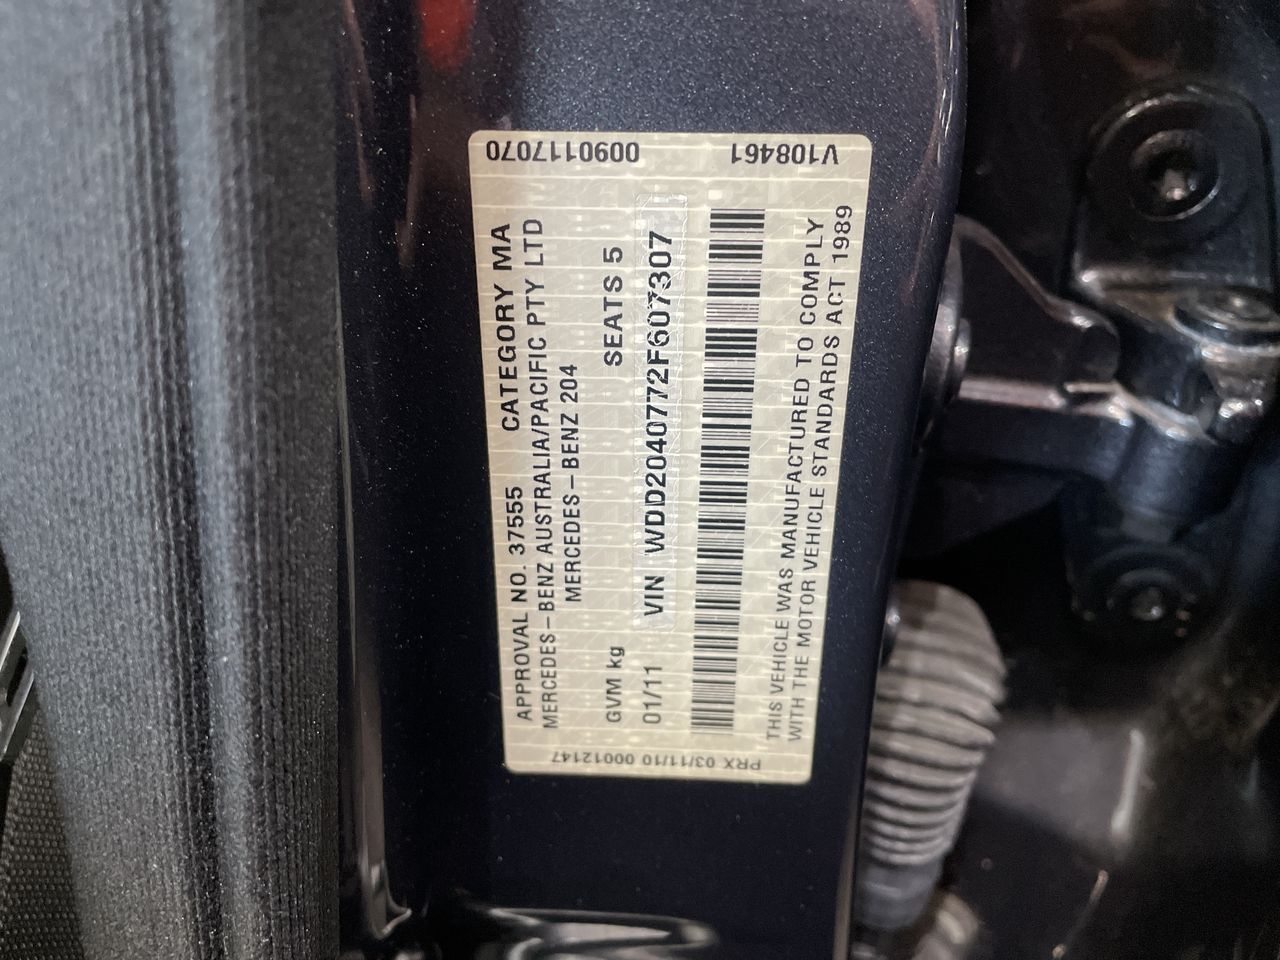 APPROVAL NO. 37555 CATEGORY MA
MERCEDES-BENZ AUSTRALIA/PACIFIC PTY LTD
MERCEDES-BENZ 204
GVM kg SEATS 5
01/11 VIN WDD2040772F607307
THIS VEHICLE WAS MANUFACTURED TO COMPLY
WITH THE MOTOR VEHICLE STANDARDS ACT 1989
0090117070 V108461
PRX 03/11/10 00012147